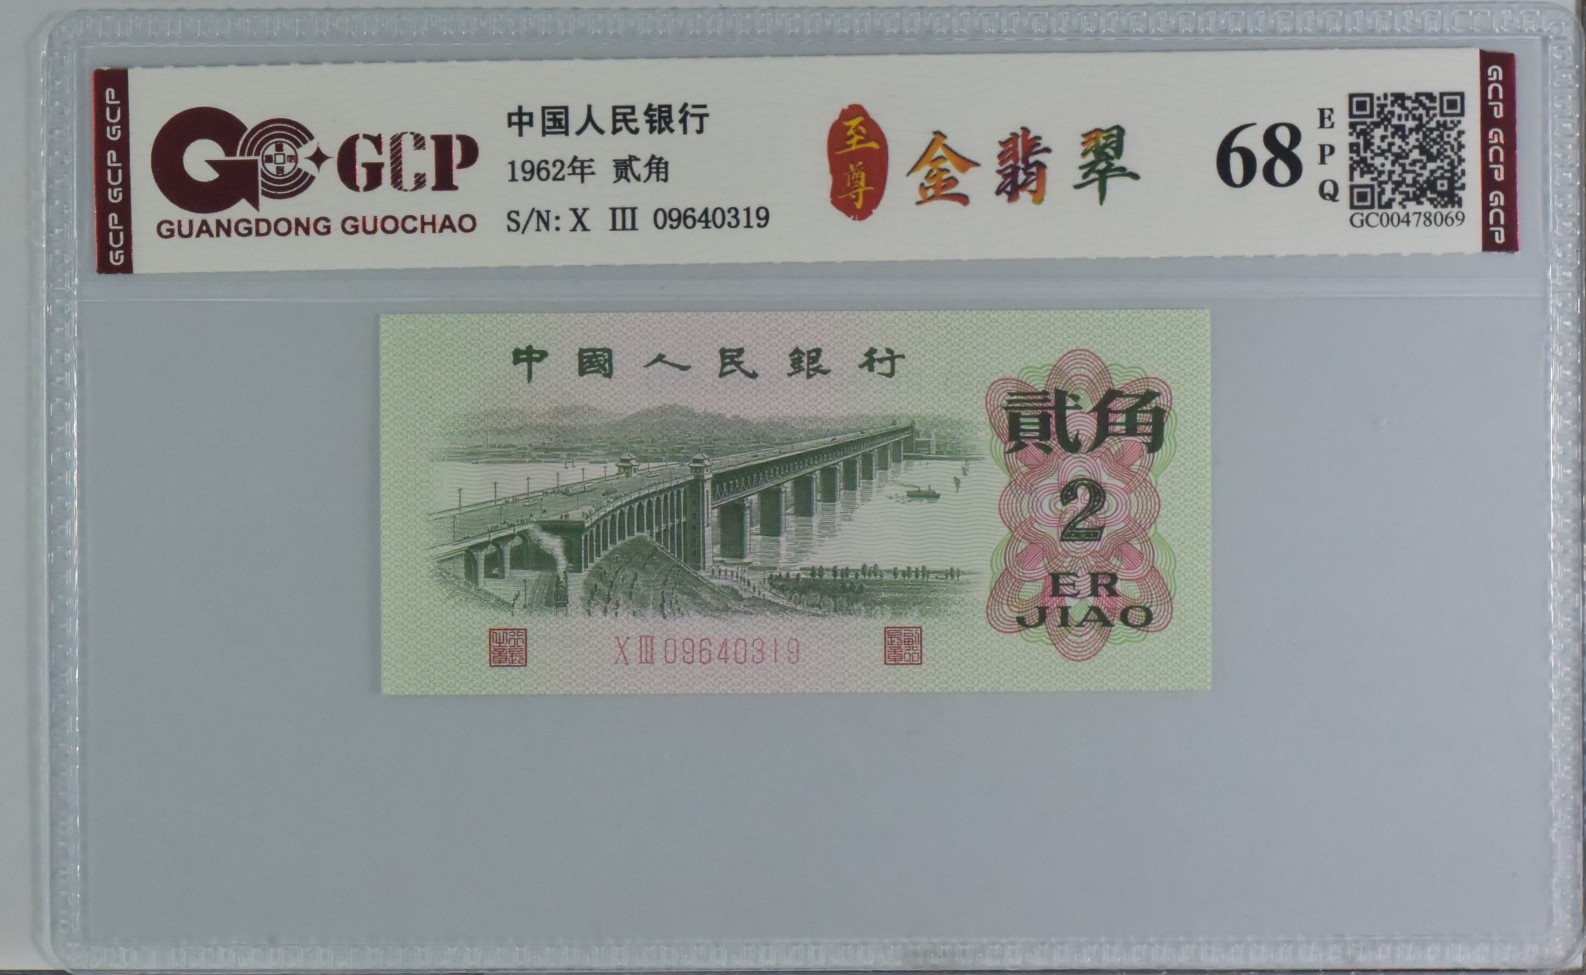 GCP GCP GCP
GCP
GUANGDONG GUOCHAO
中国人民银行
1962年 贰角
S/N: X Ⅲ 09640319
至尊
金翡翠
68
EPQ
GC00478069
GCP GCP GCP
中國人民銀行
貳角
2
ER
JIAO
X Ⅲ 09640319